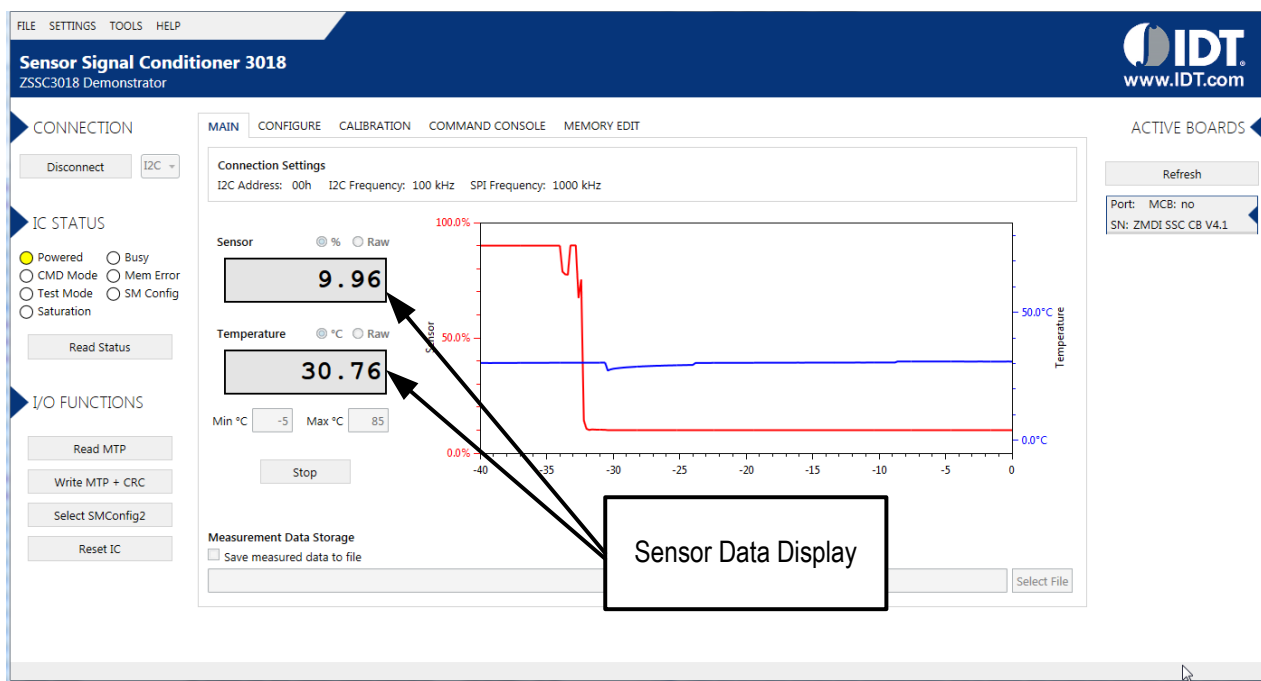 FILE SETTINGS TOOLS HELP
Sensor Signal Conditioner 3018
ZSSC3018 Demonstrator
IDT.
www.IDT.com
CONNECTION
Disconnect I2C
IC STATUS
Powered Busy
CMD Mode Mem Error
Test Mode SM Config
Saturation
Read Status
I/O FUNCTIONS
Read MTP
Write MTP + CRC
Select SMConfig2
Reset IC
MAIN CONFIGURE CALIBRATION COMMAND CONSOLE MEMORY EDIT
Connection Settings
I2C Address: 00h I2C Frequency: 100 kHz SPI Frequency: 1000 kHz
Sensor % Raw
9.96
Temperature °C Raw
30.76
Min °C -5 Max °C 85
Stop
100.0%
50.0%
0.0%
Sensor
50.0°C
0.0°C
Temperature
-40 -35 -30 -25 -20 -15 -10 -5 0
Sensor Data Display
Measurement Data Storage
Save measured data to file
Select File
ACTIVE BOARDS
Refresh
Port: MCB: no
SN: ZMDI SSC CB V4.1